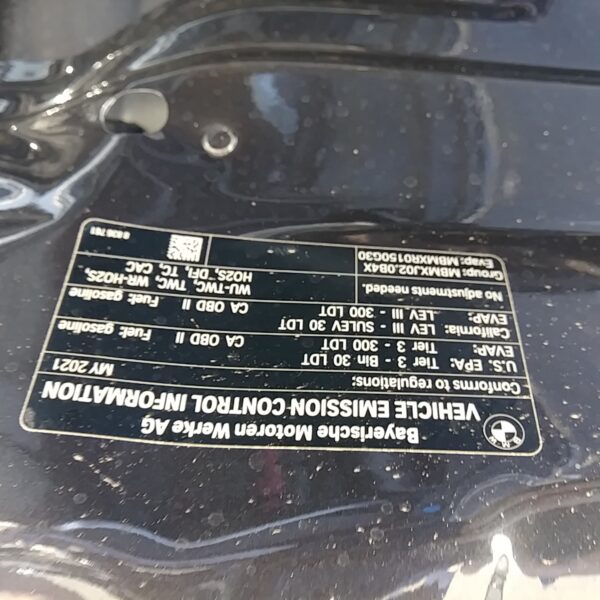 BMW
Bayerische Motoren Werke AG
VEHICLE EMISSION CONTROL INFORMATION
Conforms to regulations: MY 2021
U.S. EPA: Tier 3 - Bin 30 LDT CA OBD II Fuel: gasoline
EVAP: Tier 3 - 300 LDT
California: LEV III - SULEV 30 LDT CA OBD II Fuel: gasoline
EVAP: LEV III - 300 LDT
No adjustments needed. WU-TWC, TWC, WR-HO2S,
HO2S, DFI, TC, CAC
Group: MBMXJ02.0B4X
Evap: MBMXR0150G30